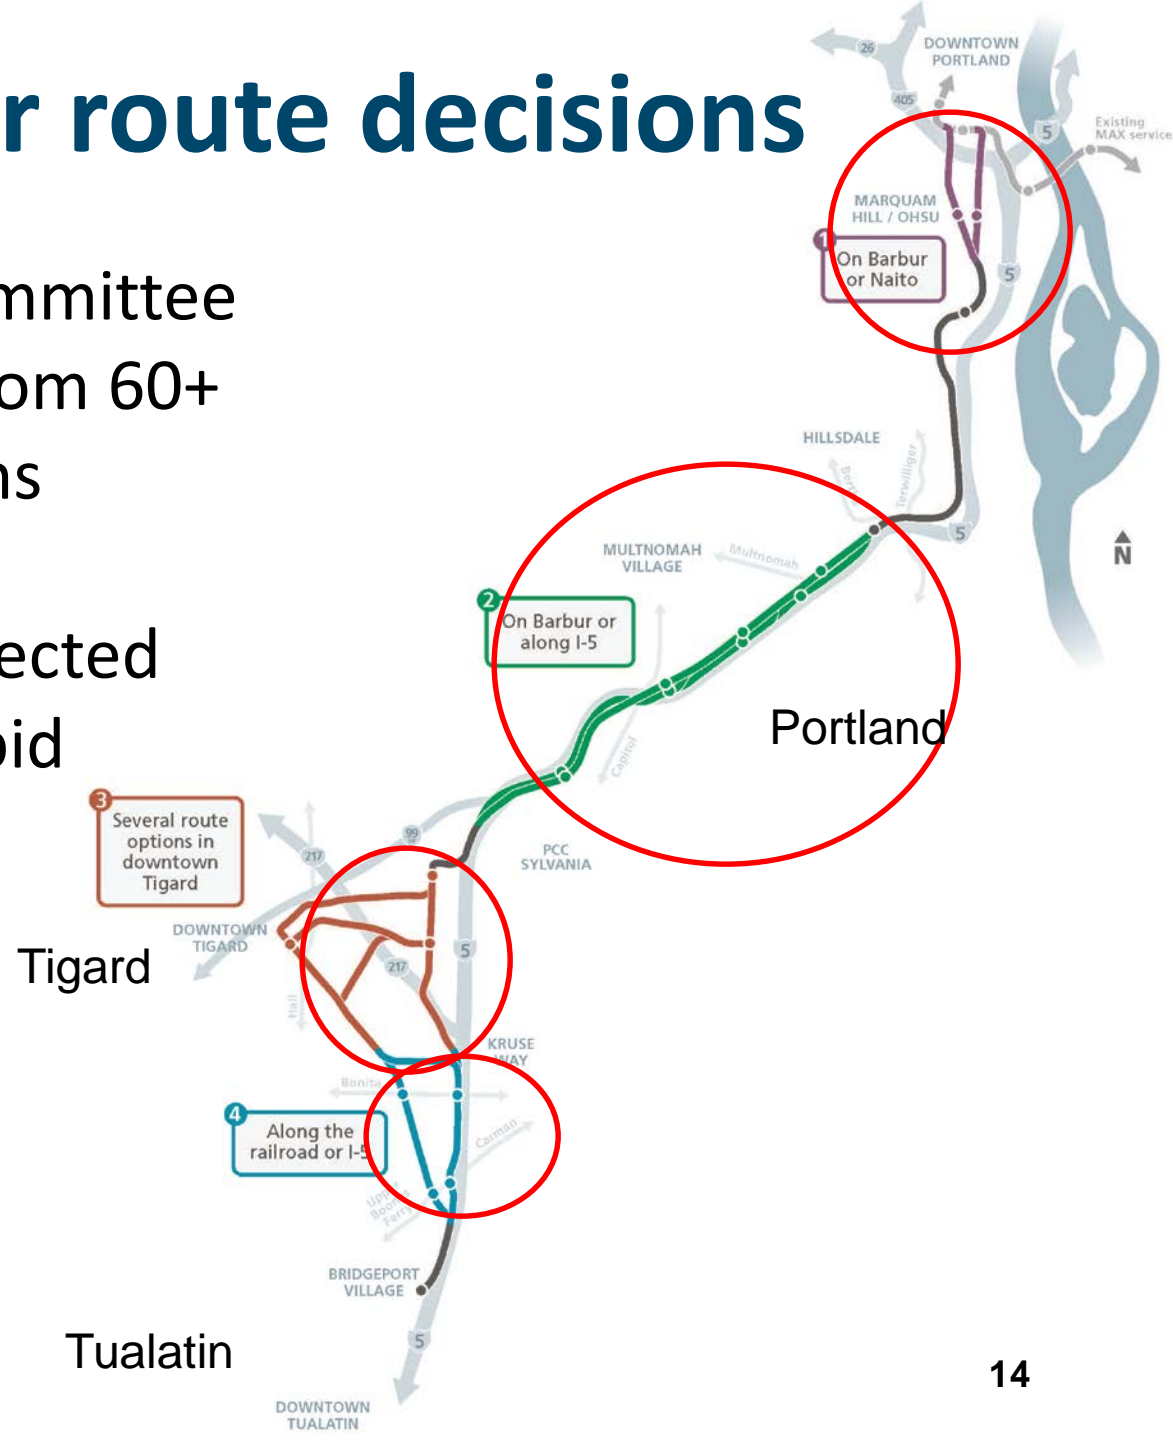 r route decisions
mmittee
om 60+
ns
ected
oid
26
DOWNTOWN
PORTLAND
405
5
Existing
MAX service
MARQUAM
HILL / OHSU
1
On Barbur
or Naito
5
HILLSDALE
Terwilliger
5
N
MULTNOMAH
VILLAGE
Multnomah
2
On Barbur or
along I-5
Portland
Capitol
3
Several route
options in
downtown
Tigard
99
217
PCC
SYLVANIA
DOWNTOWN
TIGARD
Tigard
217
5
Hall
KRUSE
WAY
Bonita
4
Along the
railroad or I-5
Carman
Upper
Boones
Ferry
BRIDGEPORT
VILLAGE
Tualatin
5
14
DOWNTOWN
TUALATIN